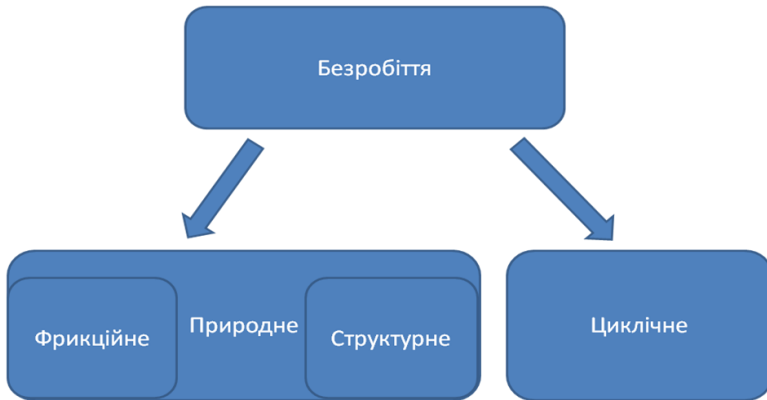 Безробіття
Фрикційне
Природне
Структурне
Циклічне